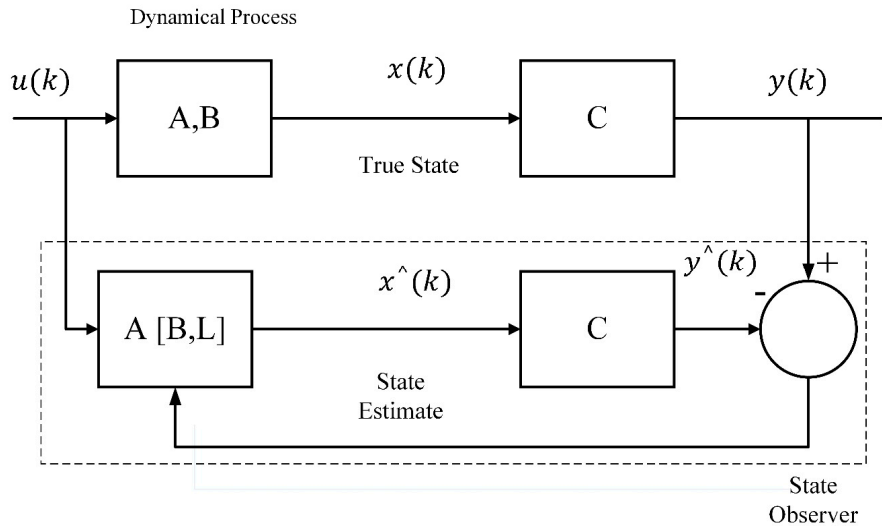 Dynamical Process
u(k)
A,B
x(k)
C
y(k)
True State
A [B,L]
x^(k)
C
y^(k)
-
+
State
Estimate
State
Observer